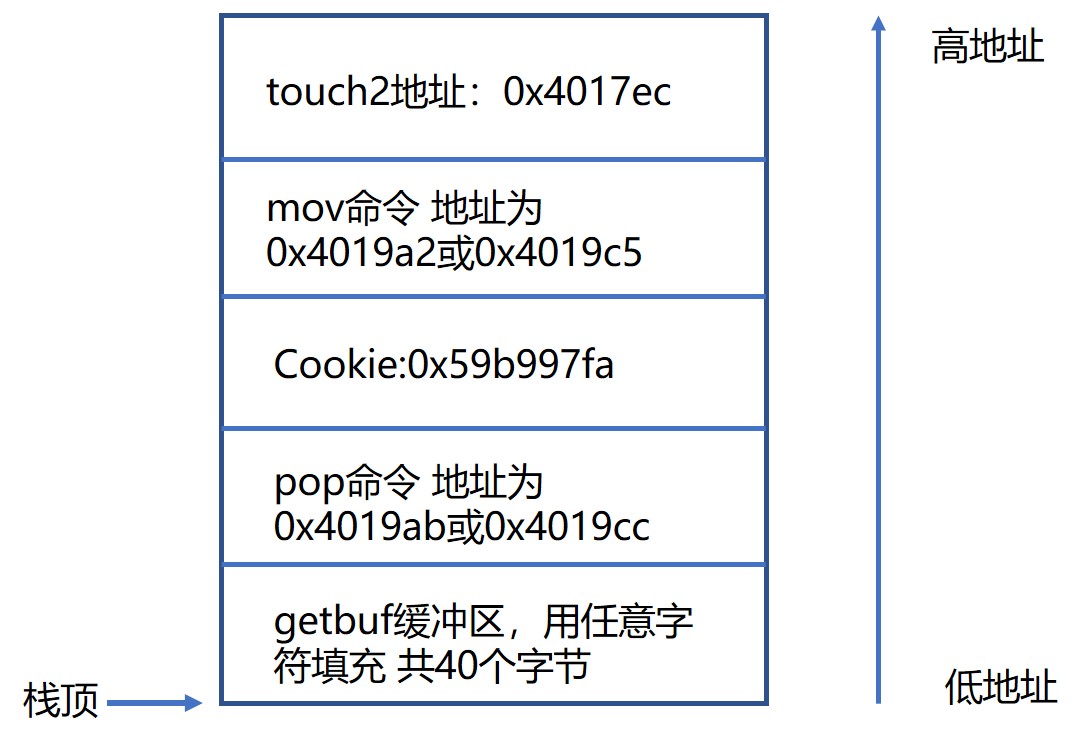 touch2地址：0x4017ec
高地址
mov命令 地址为
0x4019a2或0x4019c5
Cookie:0x59b997fa
pop命令 地址为
0x4019ab或0x4019cc
getbuf缓冲区，用任意字
符填充 共40个字节
栈顶
低地址